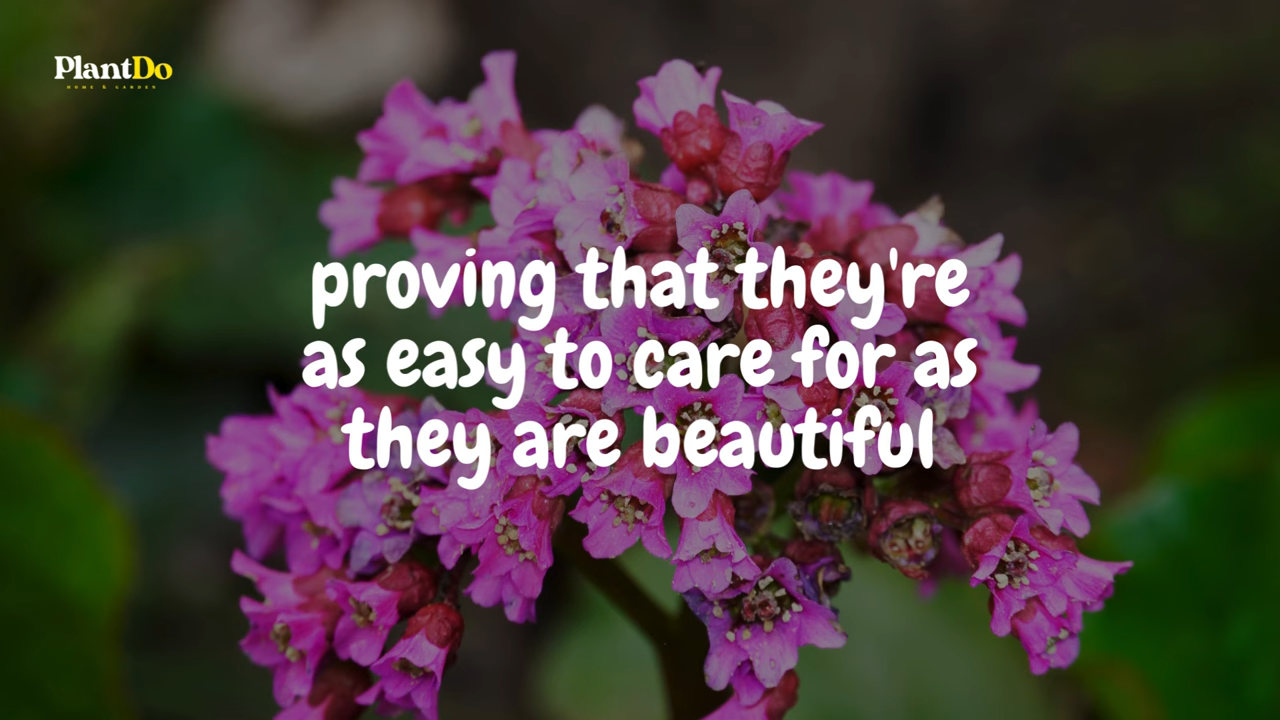 PlantDo
HOME & GARDEN
proving that they're
as easy to care for as
they are beautiful